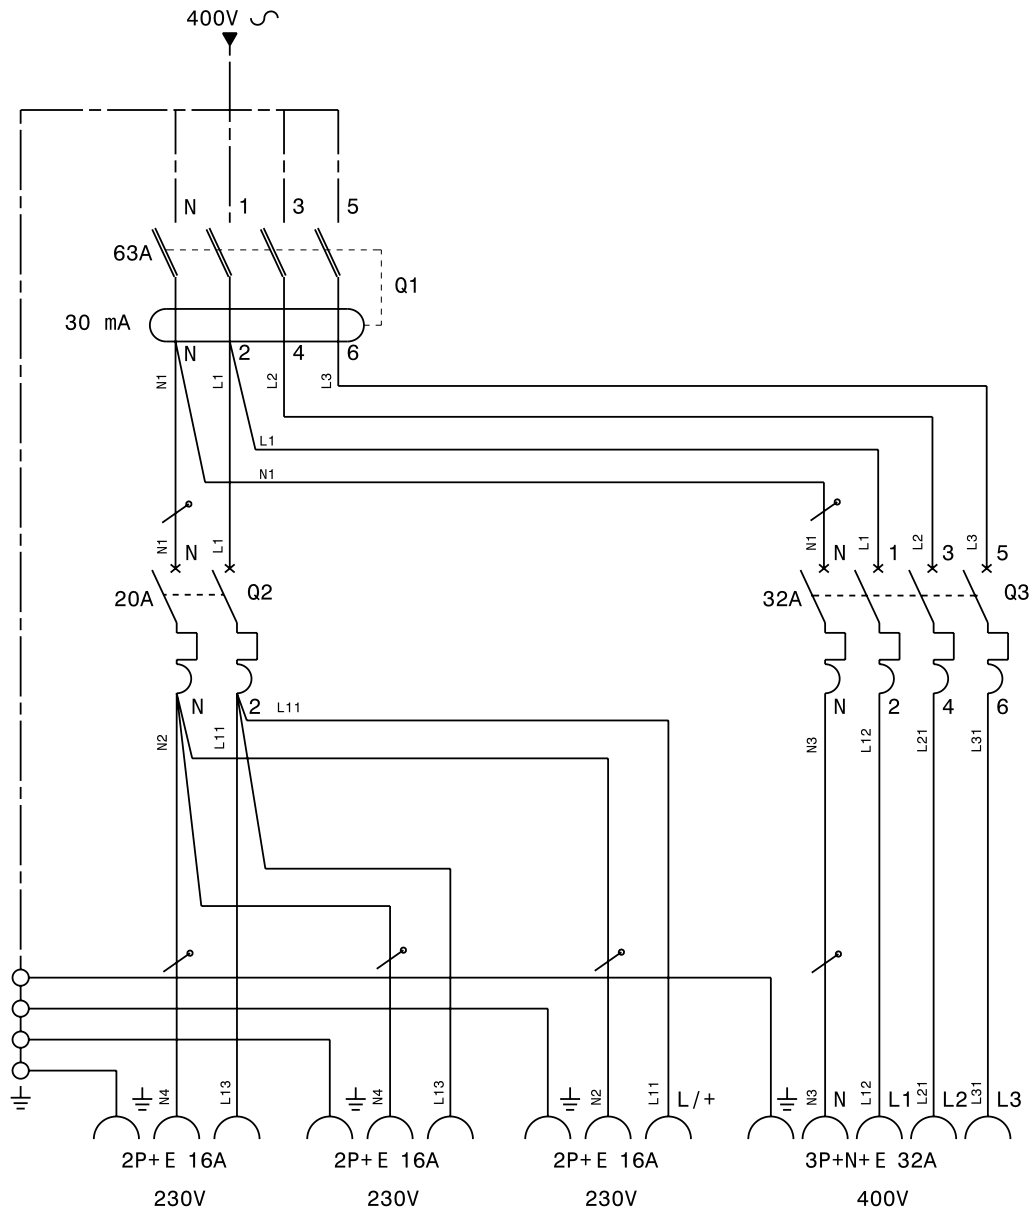 400V
N 1 3 5
63A
Q1
30 mA
N 2 4 6
N1 L1 L2 L3
L1
N1
N1 N L1
N1 N L1 1 L2 3 L3 5
20A Q2
32A Q3
N 2 L11
N 2 4 6
N2 L11
N3 L12 L21 L31
N4 L13
N4 L13
N2 L11 L/+
N3 N L12 L1 L21 L2 L31 L3
2P+E 16A
2P+E 16A
2P+E 16A
3P+N+E 32A
230V
230V
230V
400V